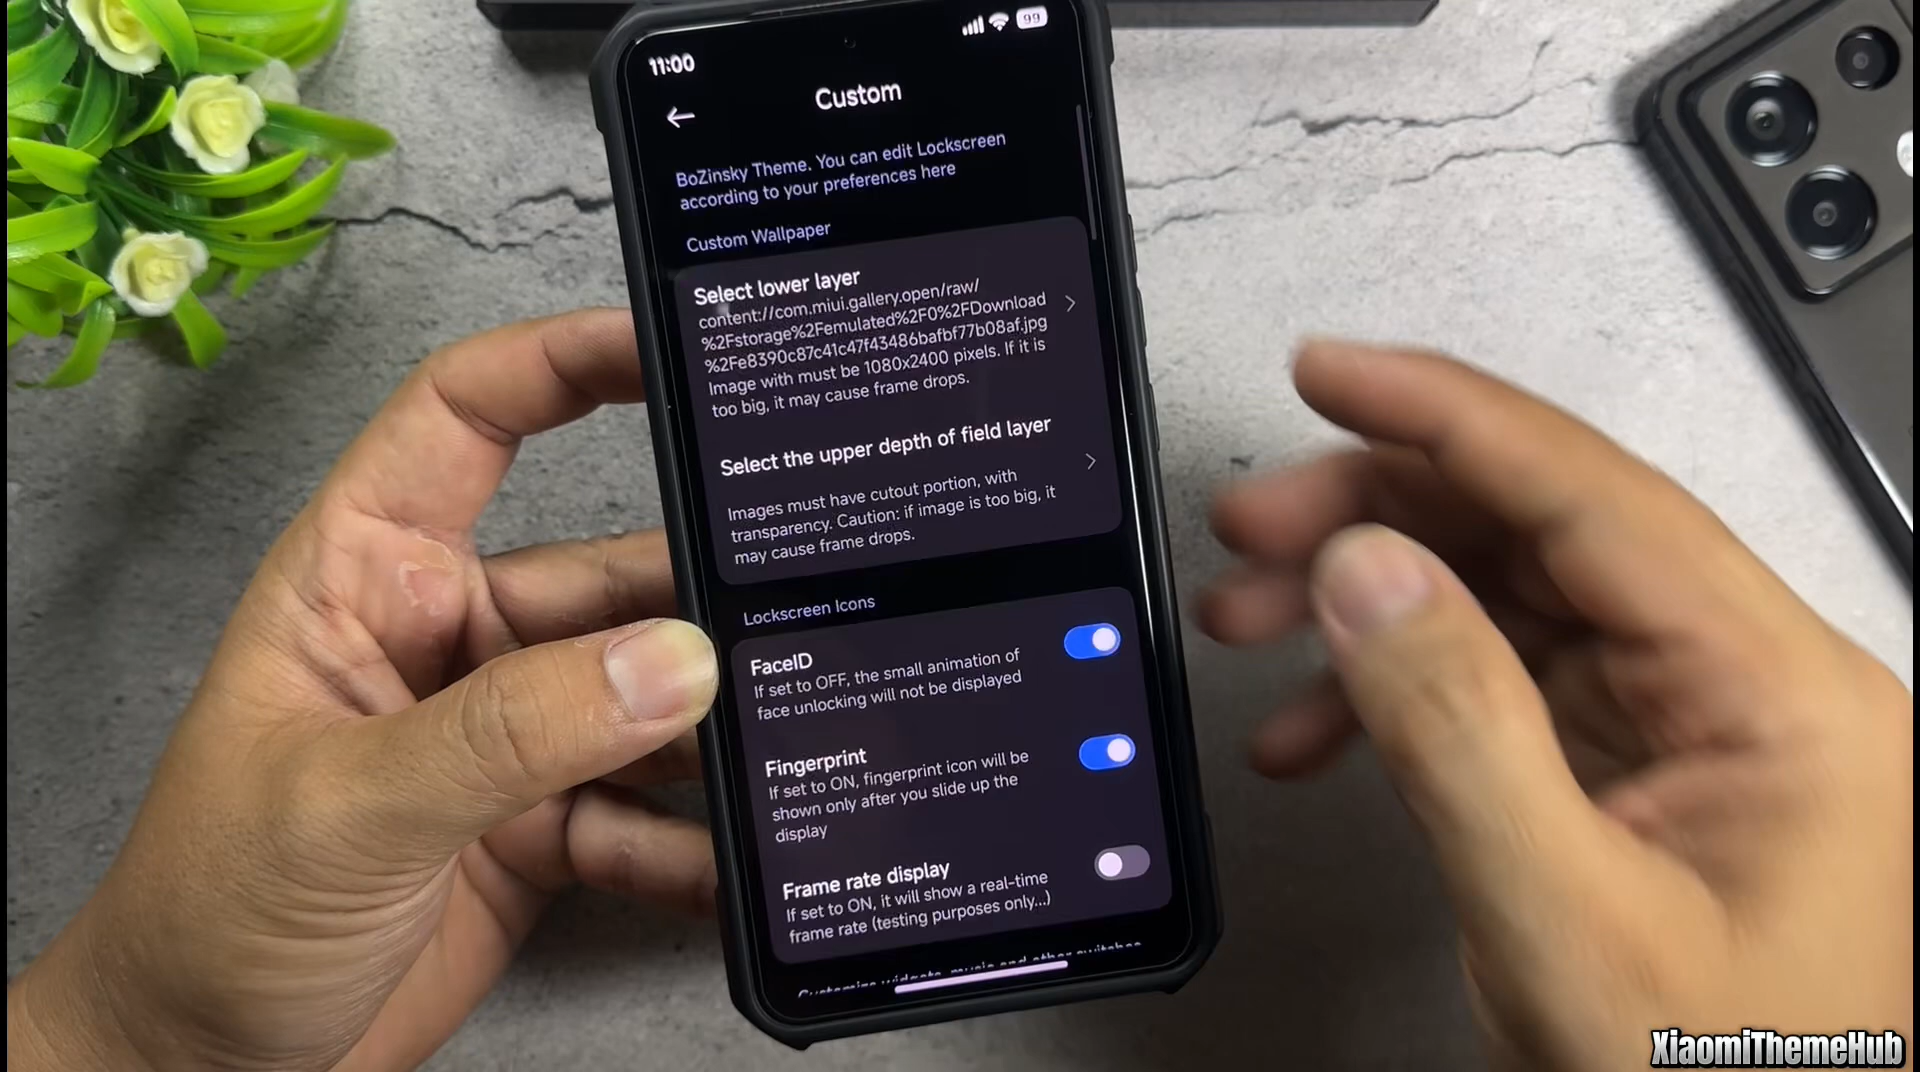 11:00
99
Custom
BoZinsky Theme. You can edit Lockscreen
according to your preferences here
Custom Wallpaper
Select lower layer
content://com.miui.gallery.open/raw/
%2Fstorage%2Femulated%2F0%2FDownload
%2Fe8390c87c41c47f43486bafbf77b08af.jpg
Image with must be 1080x2400 pixels. If it is
too big, it may cause frame drops.
Select the upper depth of field layer
Images must have cutout portion, with
transparency. Caution: if image is too big, it
may cause frame drops.
Lockscreen Icons
FaceID
If set to OFF, the small animation of
face unlocking will not be displayed
Fingerprint
If set to ON, fingerprint icon will be
shown only after you slide up the
display
Frame rate display
If set to ON, it will show a real-time
frame rate (testing purposes only...)
Customize widgets, music and other switches
XiaomiThemeHub